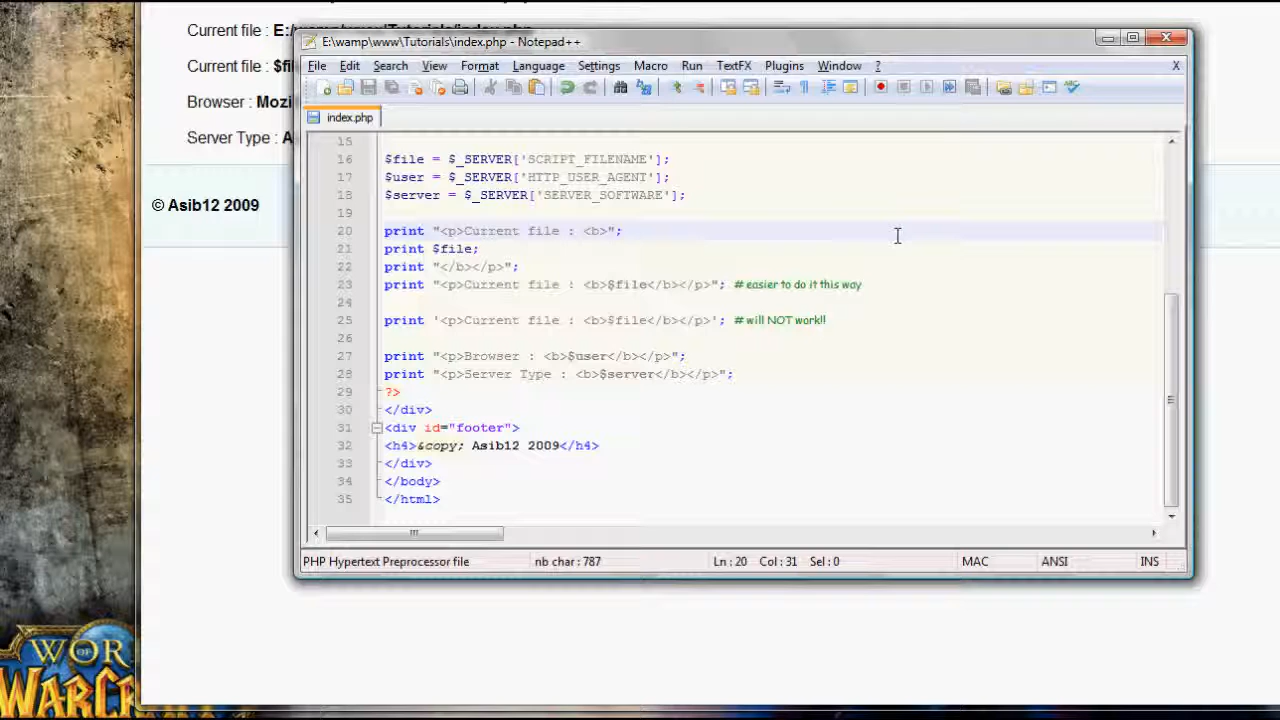 Current file : E:/wamp/www/Tutorials/index.php
Current file : $fil
Browser : Mozi
Server Type : A
© Asib12 2009
E:\wamp\www\Tutorials\index.php - Notepad++
File Edit Search View Format Language Settings Macro Run TextFX Plugins Window ? X
index.php
15
16 $file = $_SERVER['SCRIPT_FILENAME'];
17 $user = $_SERVER['HTTP_USER_AGENT'];
18 $server = $_SERVER['SERVER_SOFTWARE'];
19
20 print "<p>Current file : <b>";
21 print $file;
22 print "</b></p>";
23 print "<p>Current file : <b>$file</b></p>"; # easier to do it this way
24
25 print '<p>Current file : <b>$file</b></p>'; # will NOT work!!
26
27 print "<p>Browser : <b>$user</b></p>";
28 print "<p>Server Type : <b>$server</b></p>";
29 ?>
30 </div>
31 <div id="footer">
32 <h4>&copy; Asib12 2009</h4>
33 </div>
34 </body>
35 </html>
PHP Hypertext Preprocessor file nb char : 787 Ln : 20 Col : 31 Sel : 0 MAC ANSI INS
WOR
OF
WARCR